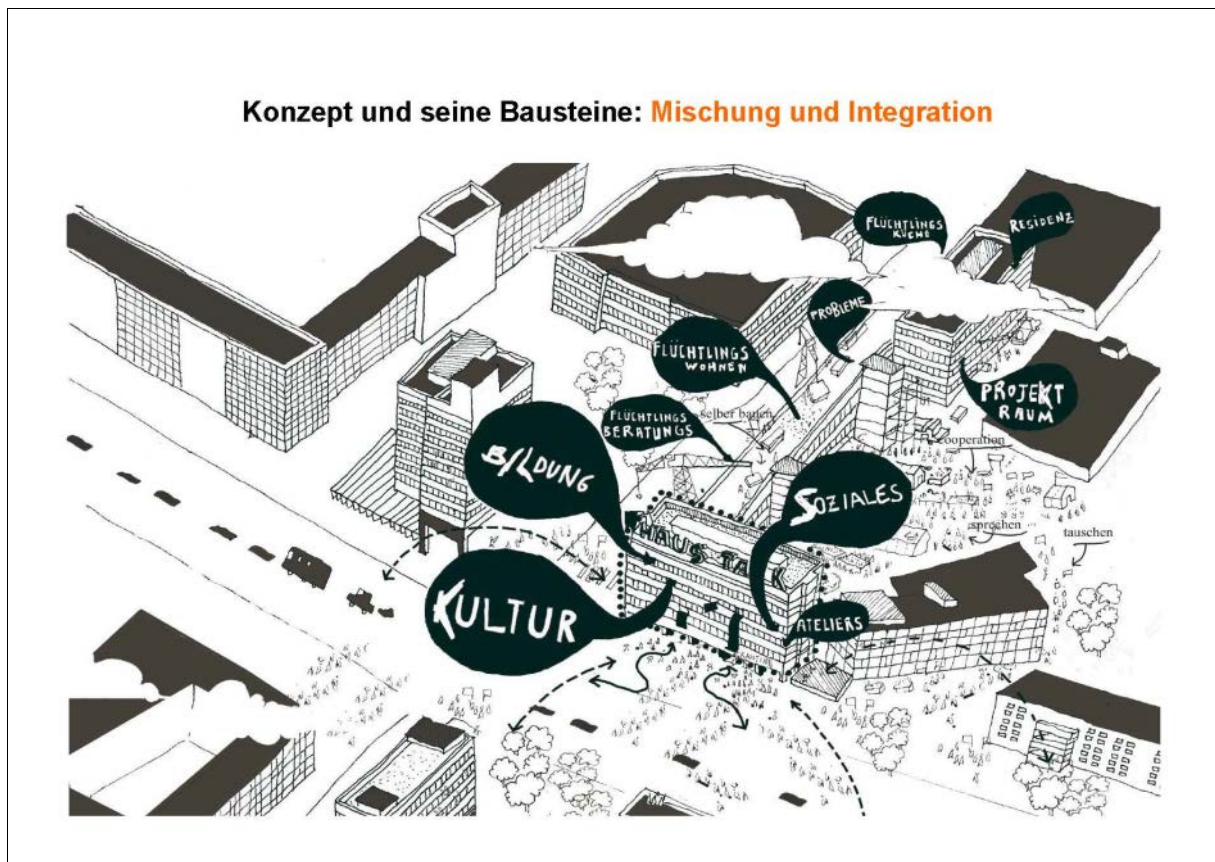 Konzept und seine Bausteine: Mischung und Integration
FLÜCHTLINGS
KÜCHE
RESIDENZ
PROBLEME
FLÜCHTLINGS
WOHNEN
PROJEKT
RAUM
selber bauen
FLÜCHTLINGS
BERATUNGS
cooperation
BILDUNG
SOZIALES
sprechen
tauschen
HAUS
KULTUR
ATELIERS